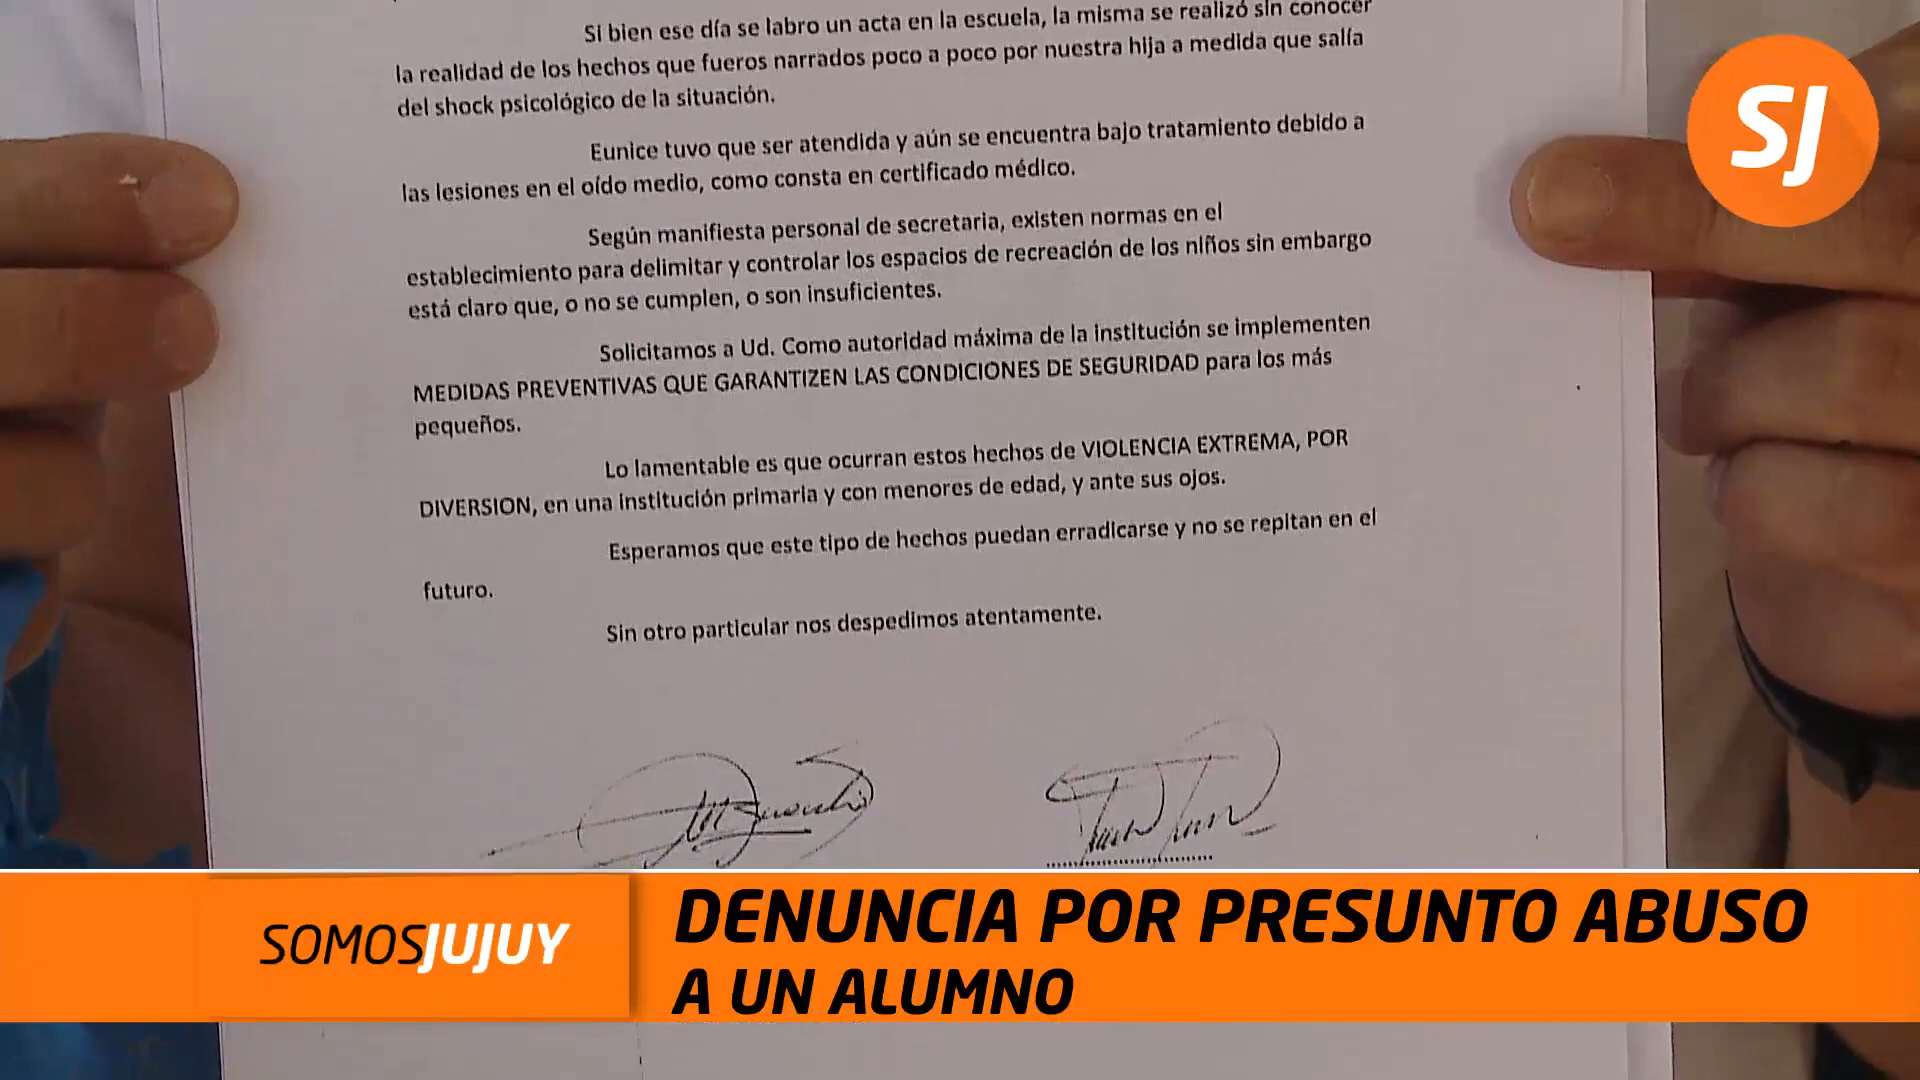 Si bien ese día se labro un acta en la escuela, la misma se realizó sin conocer
la realidad de los hechos que fueros narrados poco a poco por nuestra hija a medida que salía
del shock psicológico de la situación.
Eunice tuvo que ser atendida y aún se encuentra bajo tratamiento debido a
las lesiones en el oído medio, como consta en certificado médico.
Según manifiesta personal de secretaria, existen normas en el
establecimiento para delimitar y controlar los espacios de recreación de los niños sin embargo
está claro que, o no se cumplen, o son insuficientes.
Solicitamos a Ud. Como autoridad máxima de la institución se implementen
MEDIDAS PREVENTIVAS QUE GARANTIZEN LAS CONDICIONES DE SEGURIDAD para los más
pequeños.
Lo lamentable es que ocurran estos hechos de VIOLENCIA EXTREMA, POR
DIVERSION, en una institución primaria y con menores de edad, y ante sus ojos.
Esperamos que este tipo de hechos puedan erradicarse y no se repitan en el
futuro.
Sin otro particular nos despedimos atentamente.
SJ
SOMOSJUJUY
DENUNCIA POR PRESUNTO ABUSO
A UN ALUMNO